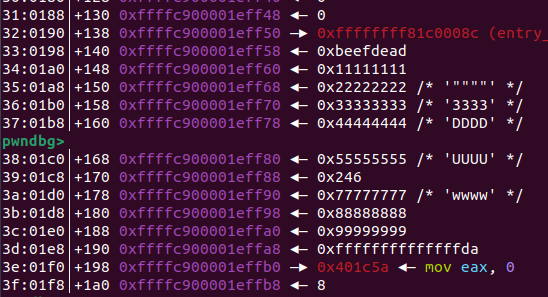 31:0188│+130 0xffffc900001eff48 ◂— 0
32:0190│+138 0xffffc900001eff50 —▸ 0xffffffff81c0008c (entry_
33:0198│+140 0xffffc900001eff58 ◂— 0xbeefdead
34:01a0│+148 0xffffc900001eff60 ◂— 0x11111111
35:01a8│+150 0xffffc900001eff68 ◂— 0x22222222 /* '""""' */
36:01b0│+158 0xffffc900001eff70 ◂— 0x33333333 /* '3333' */
37:01b8│+160 0xffffc900001eff78 ◂— 0x44444444 /* 'DDDD' */
pwndbg>
38:01c0│+168 0xffffc900001eff80 ◂— 0x55555555 /* 'UUUU' */
39:01c8│+170 0xffffc900001eff88 ◂— 0x246
3a:01d0│+178 0xffffc900001eff90 ◂— 0x77777777 /* 'wwww' */
3b:01d8│+180 0xffffc900001eff98 ◂— 0x88888888
3c:01e0│+188 0xffffc900001effa0 ◂— 0x99999999
3d:01e8│+190 0xffffc900001effa8 ◂— 0xffffffffffffffda
3e:01f0│+198 0xffffc900001effb0 —▸ 0x401c5a ◂— mov eax, 0
3f:01f8│+1a0 0xffffc900001effb8 ◂— 8